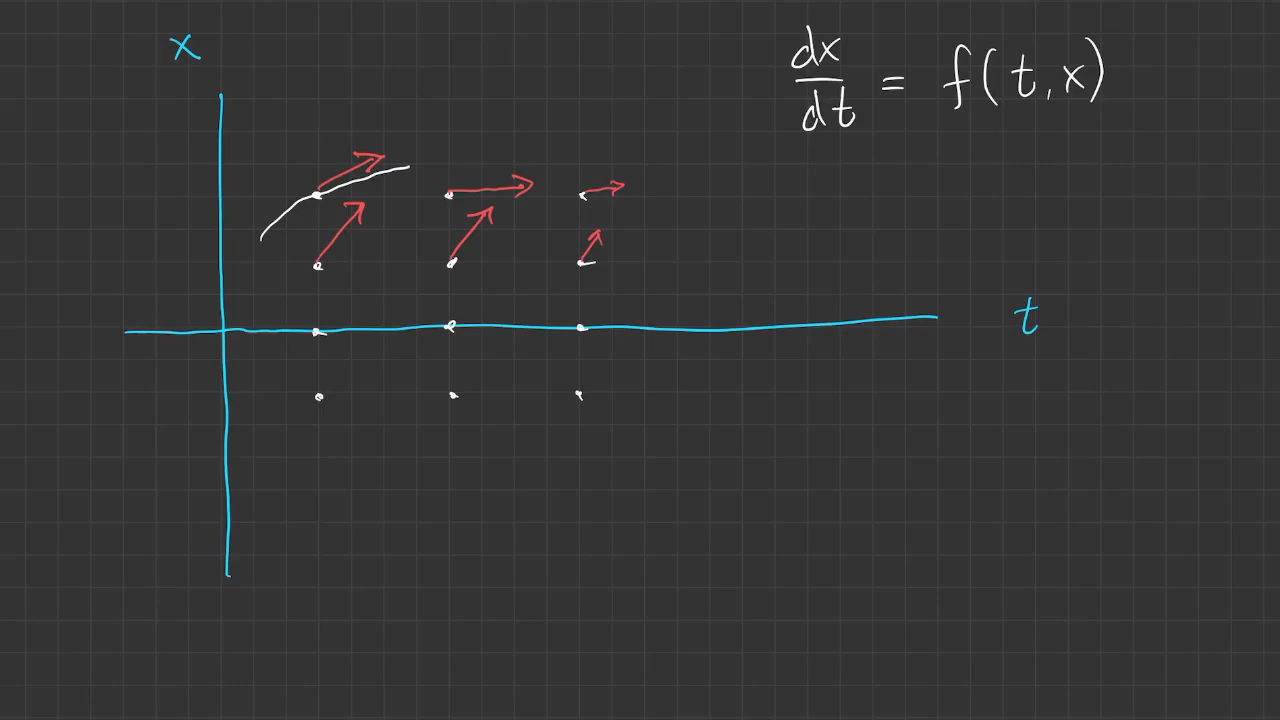 x
dx/dt = f(t,x)
t